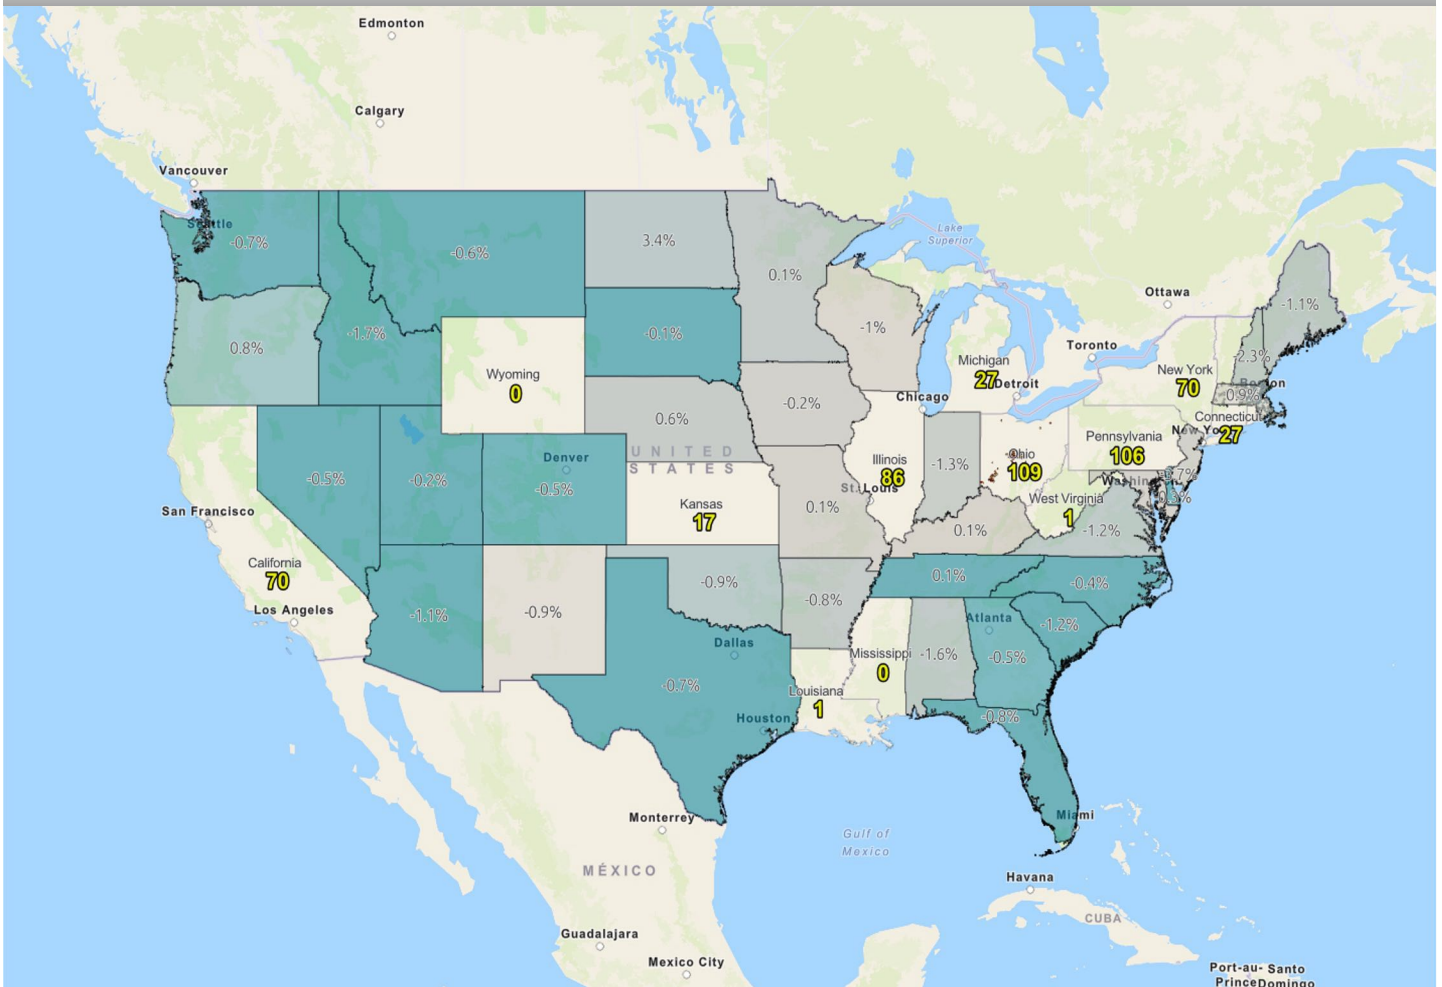 Edmonton
Calgary
Vancouver
Seattle
-0.7%
-0.6%
3.4%
0.1%
Lake
Superior
Ottawa
-1.1%
0.8%
-1.7%
-0.1%
-1%
Toronto
-2.3%
Wyoming
0
Michigan
27
Detroit
New York
70
Boston
0.9%
Chicago
-0.2%
0.6%
Connecticut
27
UNITED
STATES
Denver
-0.5%
-0.5%
-0.2%
Illinois
86
St. Louis
-1.3%
Ohio
109
Pennsylvania
106
Kansas
17
0.1%
West Virginia
1
-1.2%
0.1%
San Francisco
California
70
Los Angeles
-1.1%
-0.9%
-0.9%
-0.8%
0.1%
-0.4%
Atlanta
-1.2%
Dallas
-0.7%
Mississippi
0
-1.6%
-0.5%
Louisiana
1
Houston
-0.8%
Miami
Monterrey
MÉXICO
Gulf of
Mexico
Havana
CUBA
Guadalajara
Mexico City
Port-au-
Prince
Santo
Domingo